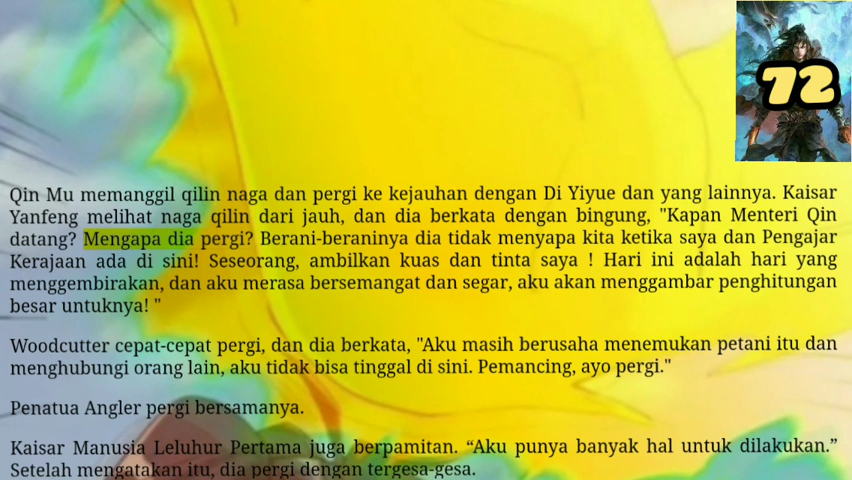 72
Qin Mu memanggil qilin naga dan pergi ke kejauhan dengan Di Yiyue dan yang lainnya. Kaisar
Yanfeng melihat naga qilin dari jauh, dan dia berkata dengan bingung, "Kapan Menteri Qin
datang? Mengapa dia pergi? Berani-beraninya dia tidak menyapa kita ketika saya dan Pengajar
Kerajaan ada di sini! Seseorang, ambilkan kuas dan tinta saya ! Hari ini adalah hari yang
menggembirakan, dan aku merasa bersemangat dan segar, aku akan menggambar penghitungan
besar untuknya! "
Woodcutter cepat-cepat pergi, dan dia berkata, "Aku masih berusaha menemukan petani itu dan
menghubungi orang lain, aku tidak bisa tinggal di sini. Pemancing, ayo pergi."
Penatua Angler pergi bersamanya.
Kaisar Manusia Leluhur Pertama juga berpamitan. “Aku punya banyak hal untuk dilakukan.”
Setelah mengatakan itu, dia pergi dengan tergesa-gesa.